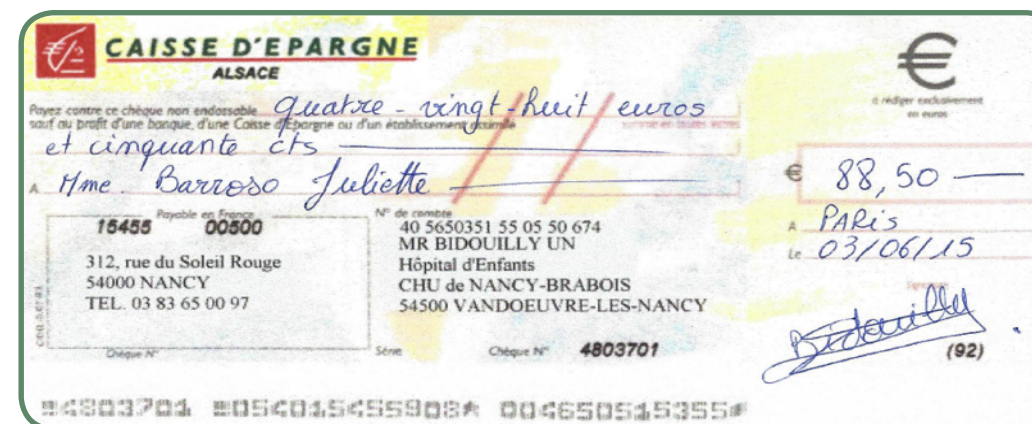 CAISSE D'EPARGNE
ALSACE
€
à rédiger exclusivement
en euros
Payez contre ce chèque non endossable quatre-vingt-huit euros
sauf au profit d'une banque, d'une Caisse d'Epargne ou d'un établissement assimilé somme en toutes lettres
et cinquante cts
€ 88,50
A Mme Barroso Juliette
A PARis
Le 03/06/15
Payable en France
15455 00500
312, rue du Soleil Rouge
54000 NANCY
TEL. 03 83 65 00 97
N° de compte
40 5650351 55 05 50 674
MR BIDOUILLY UN
Hôpital d'Enfants
CHU de NANCY-BRABOIS
54500 VANDOEUVRE-LES-NANCY
Signature
Bidouilly
(92)
Chèque N° Série Chèque N° 4803701
4803701 054015455908 004650515355